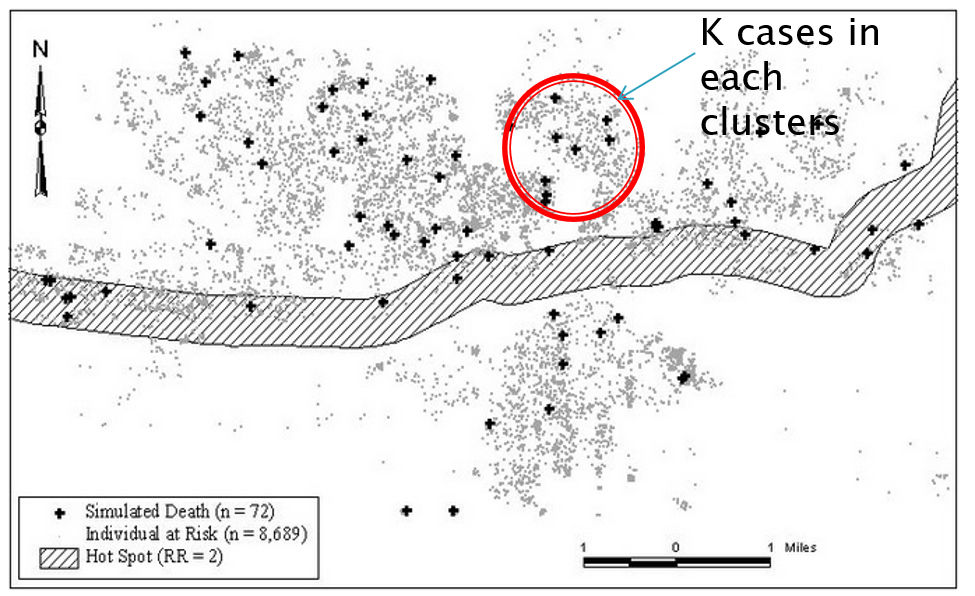 K cases in
each
clusters
N
Simulated Death (n = 72)
Individual at Risk (n = 8,689)
Hot Spot (RR = 2)
1 0 1 Miles